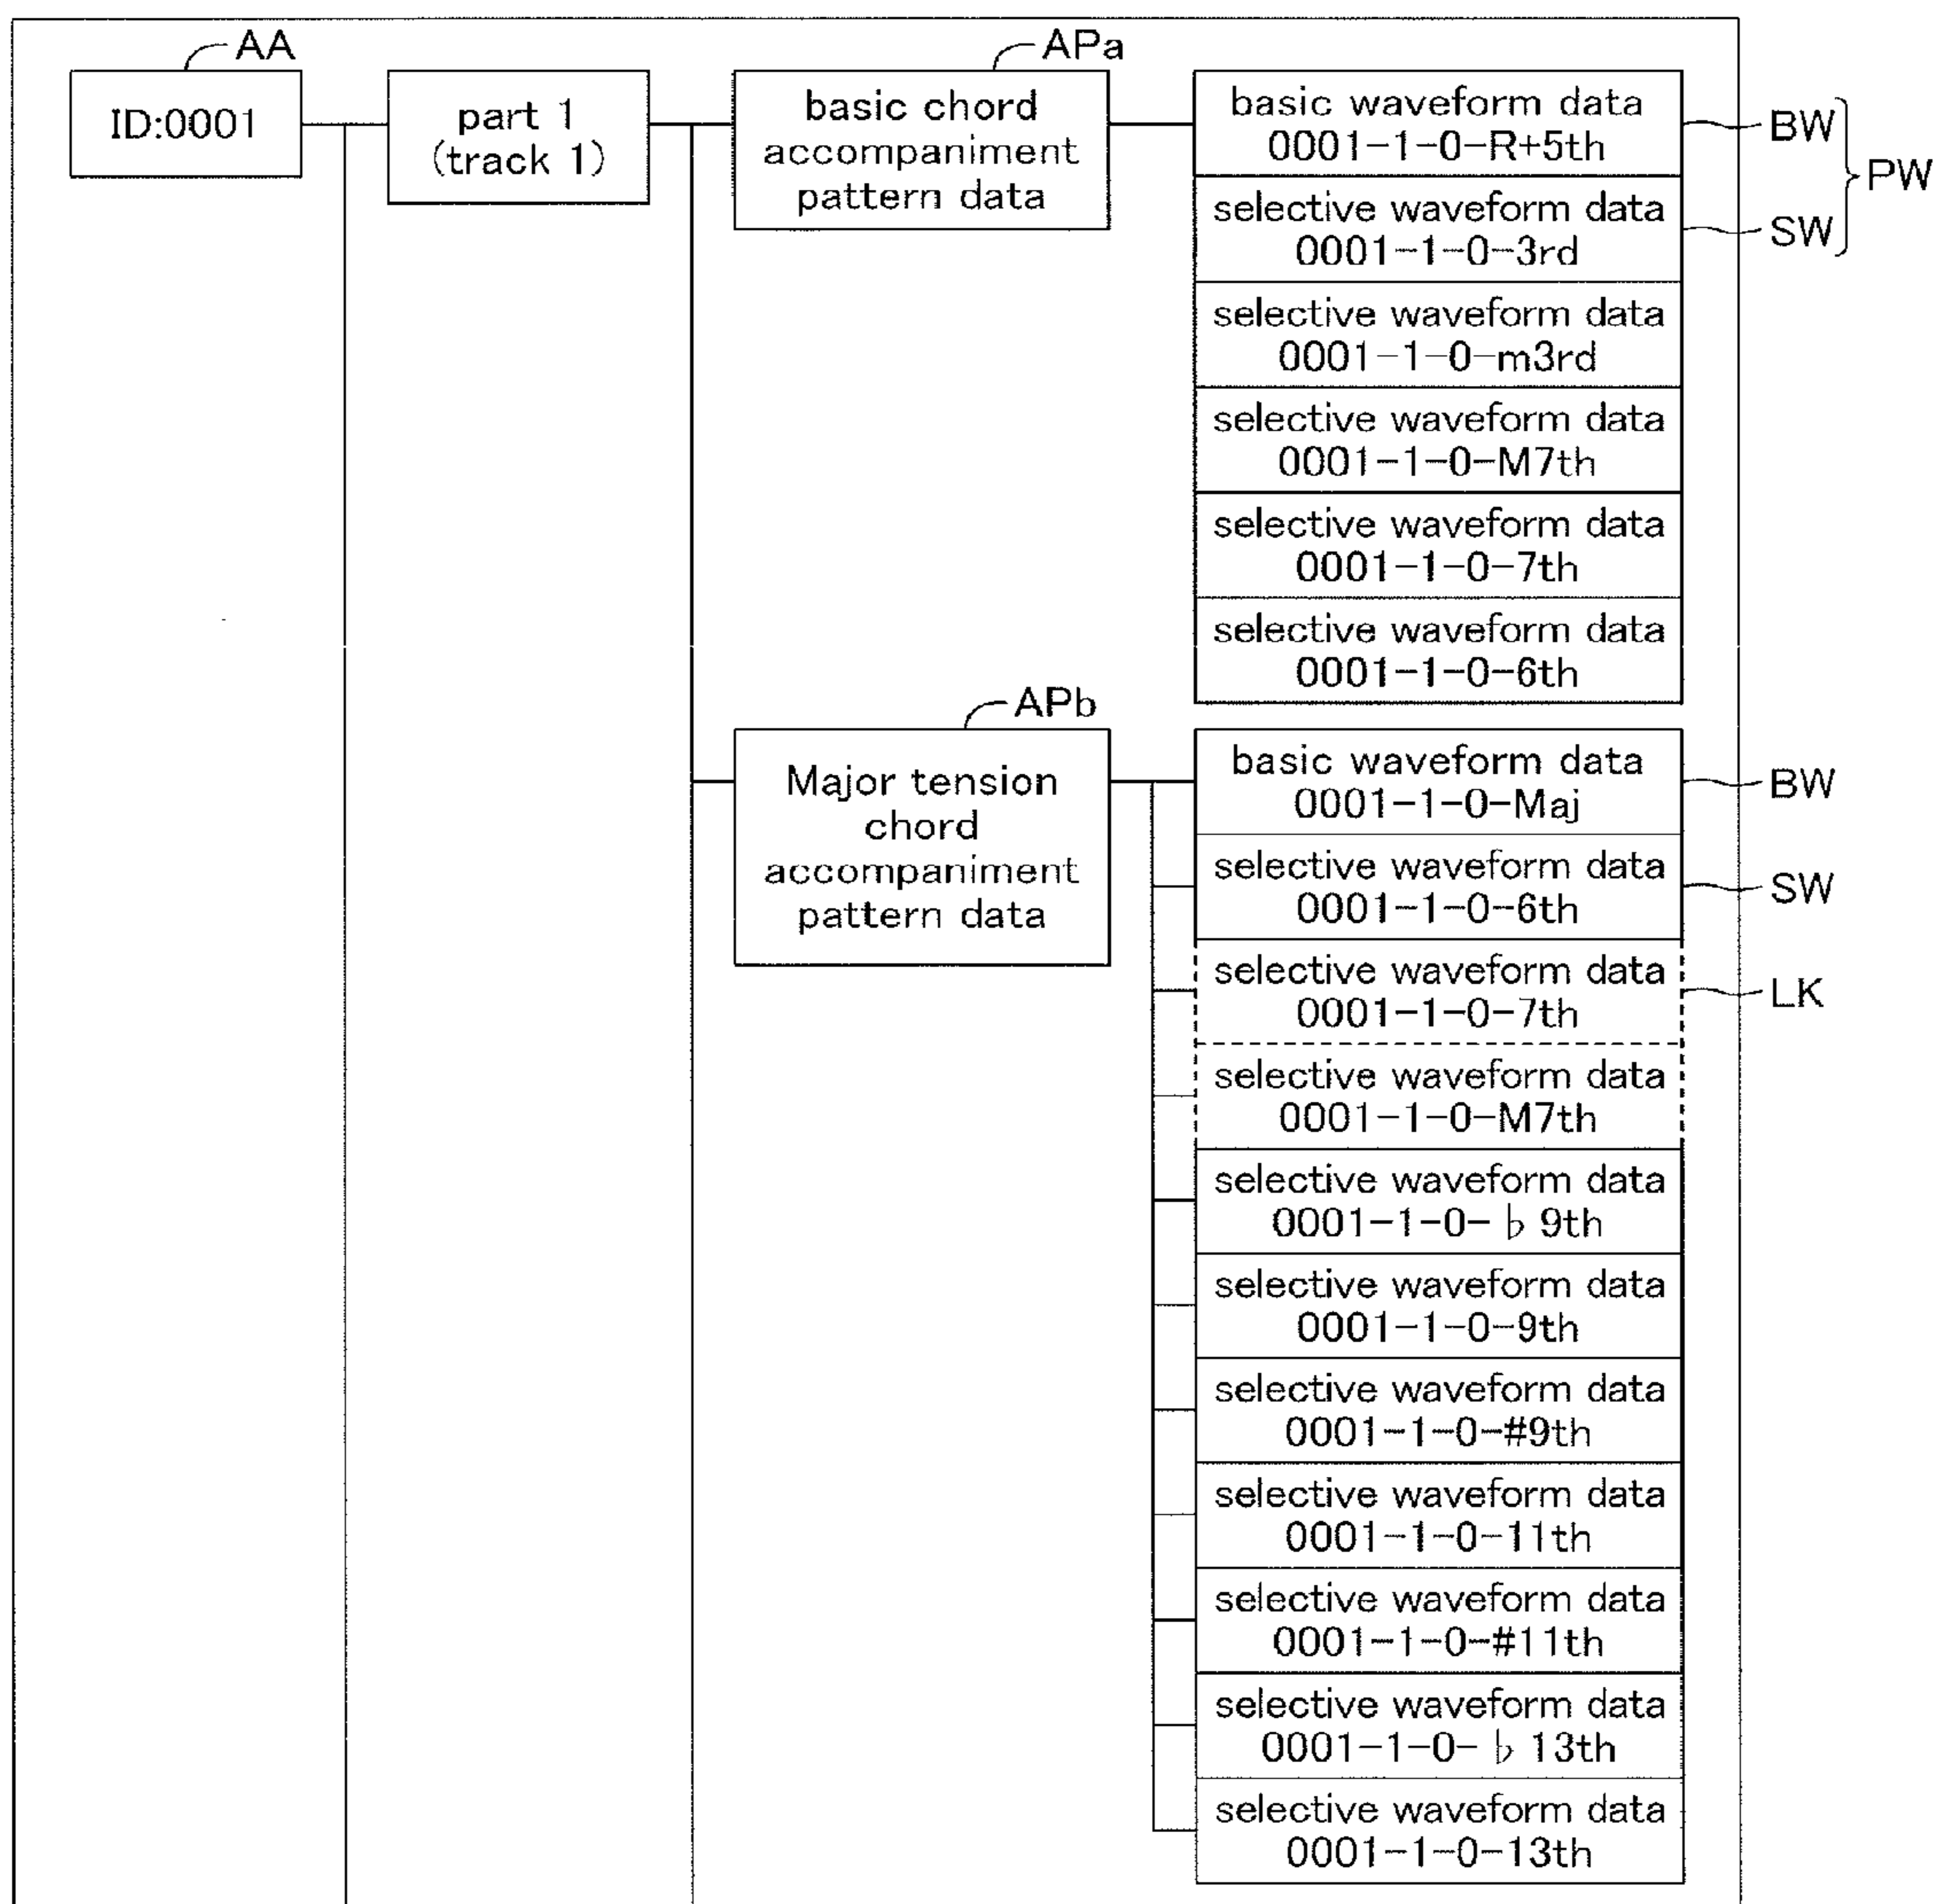 AA
ID:0001
part 1
(track 1)
APa
basic chord
accompaniment
pattern data
basic waveform data
0001-1-0-R+5th
BW
PW
selective waveform data
0001-1-0-3rd
SW
selective waveform data
0001-1-0-m3rd
selective waveform data
0001-1-0-M7th
selective waveform data
0001-1-0-7th
selective waveform data
0001-1-0-6th
APb
Major tension
chord
accompaniment
pattern data
basic waveform data
0001-1-0-Maj
BW
selective waveform data
0001-1-0-6th
SW
selective waveform data
0001-1-0-7th
LK
selective waveform data
0001-1-0-M7th
selective waveform data
0001-1-0-♭ 9th
selective waveform data
0001-1-0-9th
selective waveform data
0001-1-0-#9th
selective waveform data
0001-1-0-11th
selective waveform data
0001-1-0-#11th
selective waveform data
0001-1-0-♭ 13th
selective waveform data
0001-1-0-13th